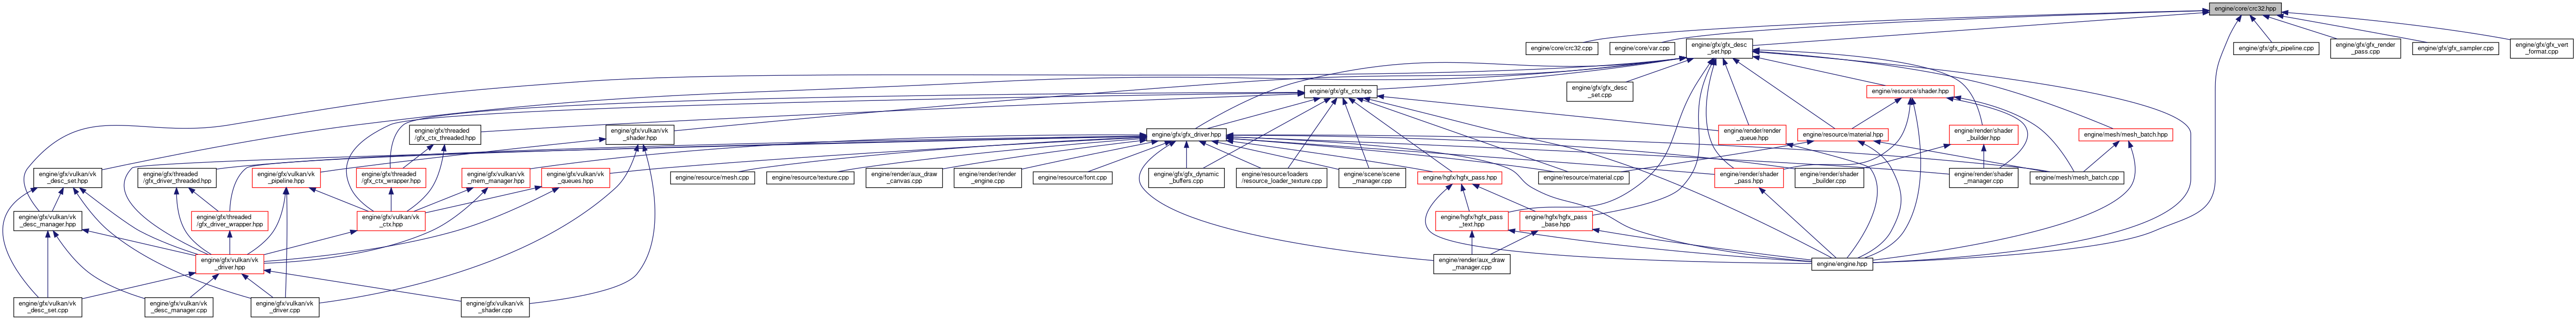 engine/core/crc32.hpp
engine/core/crc32.cpp
engine/core/var.cpp
engine/gfx/gfx_desc
_set.hpp
engine/gfx/gfx_pipeline.cpp
engine/gfx/gfx_render
_pass.cpp
engine/gfx/gfx_sampler.cpp
engine/gfx/gfx_vert
_format.cpp
engine/gfx/gfx_ctx.hpp
engine/gfx/gfx_desc
_set.cpp
engine/resource/shader.hpp
engine/gfx/threaded
/gfx_ctx_threaded.hpp
engine/gfx/vulkan/vk
_shader.hpp
engine/gfx/gfx_driver.hpp
engine/render/render
_queue.hpp
engine/resource/material.hpp
engine/render/shader
_builder.hpp
engine/mesh/mesh_batch.hpp
engine/gfx/vulkan/vk
_desc_set.hpp
engine/gfx/threaded
/gfx_driver_threaded.hpp
engine/gfx/vulkan/vk
_pipeline.hpp
engine/gfx/threaded
/gfx_ctx_wrapper.hpp
engine/gfx/vulkan/vk
_mem_manager.hpp
engine/gfx/vulkan/vk
_queues.hpp
engine/resource/mesh.cpp
engine/resource/texture.cpp
engine/render/aux_draw
_canvas.cpp
engine/render/render
_engine.cpp
engine/resource/font.cpp
engine/gfx/gfx_dynamic
_buffers.cpp
engine/resource/loaders
/resource_loader_texture.cpp
engine/scene/scene
_manager.cpp
engine/hgfx/hgfx_pass.hpp
engine/resource/material.cpp
engine/render/shader
_pass.hpp
engine/render/shader
_builder.cpp
engine/render/shader
_manager.cpp
engine/mesh/mesh_batch.cpp
engine/gfx/vulkan/vk
_desc_manager.hpp
engine/gfx/threaded
/gfx_driver_wrapper.hpp
engine/gfx/vulkan/vk
_ctx.hpp
engine/hgfx/hgfx_pass
_text.hpp
engine/hgfx/hgfx_pass
_base.hpp
engine/gfx/vulkan/vk
_driver.hpp
engine/render/aux_draw
_manager.cpp
engine/engine.hpp
engine/gfx/vulkan/vk
_desc_set.cpp
engine/gfx/vulkan/vk
_desc_manager.cpp
engine/gfx/vulkan/vk
_driver.cpp
engine/gfx/vulkan/vk
_shader.cpp